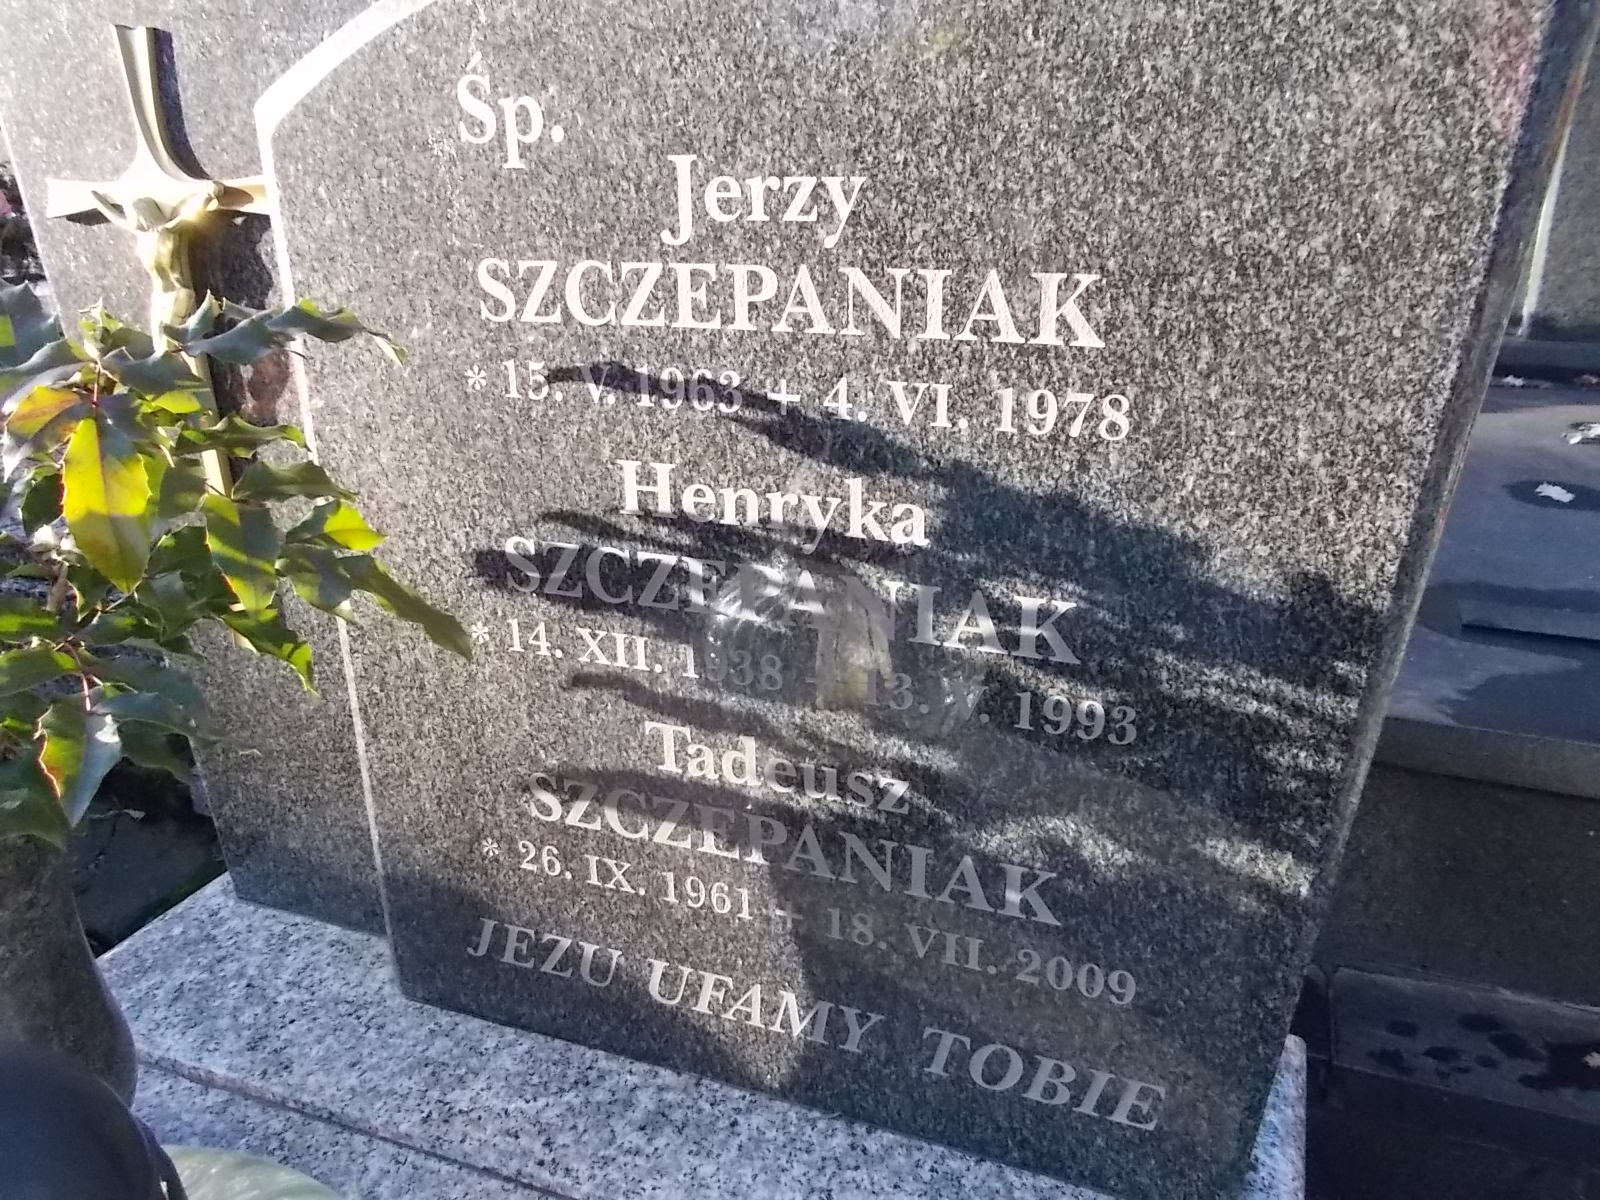 Śp.
Jerzy
SZCZEPANIAK
* 15. V. 1963 + 4. VI. 1978
Henryka
SZCZEPANIAK
* 14. XII. 1938 + 13. V. 1993
Tadeusz
SZCZEPANIAK
* 26. IX. 1961 + 18. VII. 2009
JEZU UFAMY TOBIE